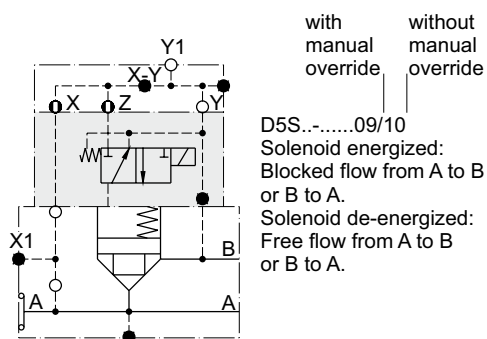 with
manual
override
without
manual
override
Y1
X-Y
X
Z
Y
D5S..-......09/10
Solenoid energized:
Blocked flow from A to B
or B to A.
Solenoid de-energized:
Free flow from A to B
or B to A.
X1
B
A
A